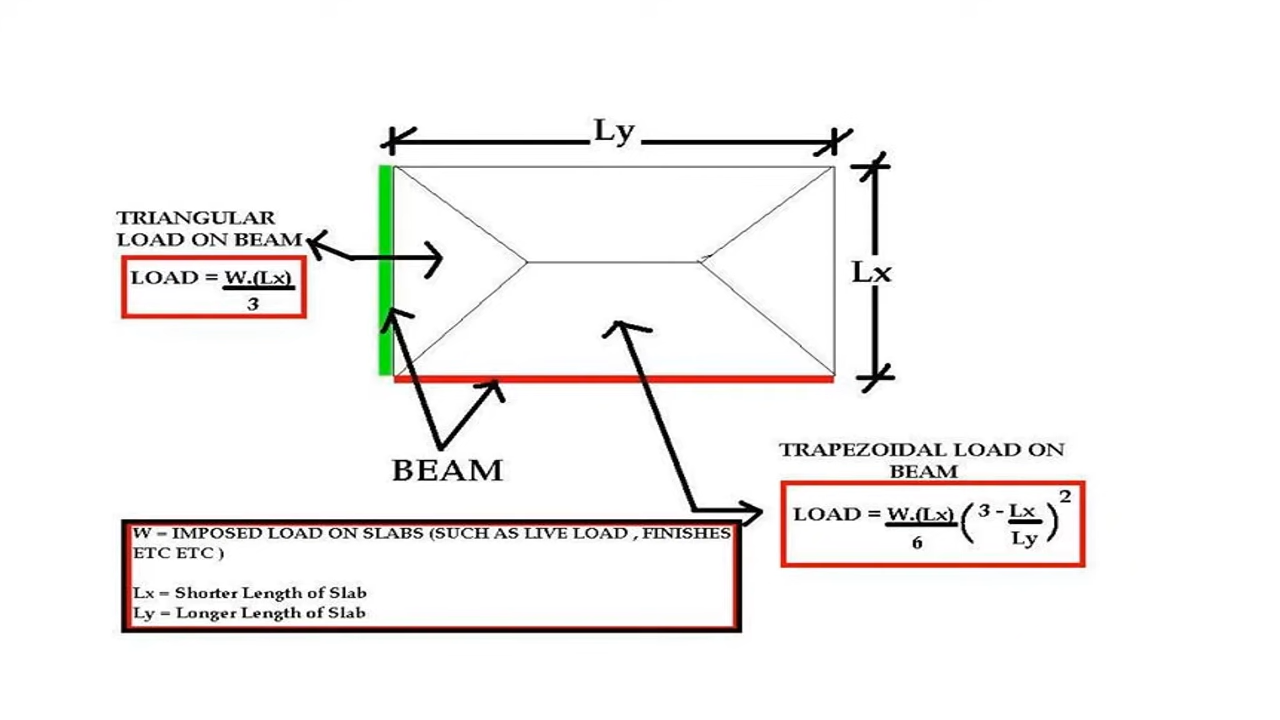 Ly
TRIANGULAR
LOAD ON BEAM
LOAD = W.(Lx)
3
Lx
BEAM
TRAPEZOIDAL LOAD ON
BEAM
LOAD = W.(Lx) ( 3 - Lx ) 2
6 Ly
W = IMPOSED LOAD ON SLABS (SUCH AS LIVE LOAD , FINISHES
ETC ETC )
Lx = Shorter Length of Slab
Ly = Longer Length of Slab